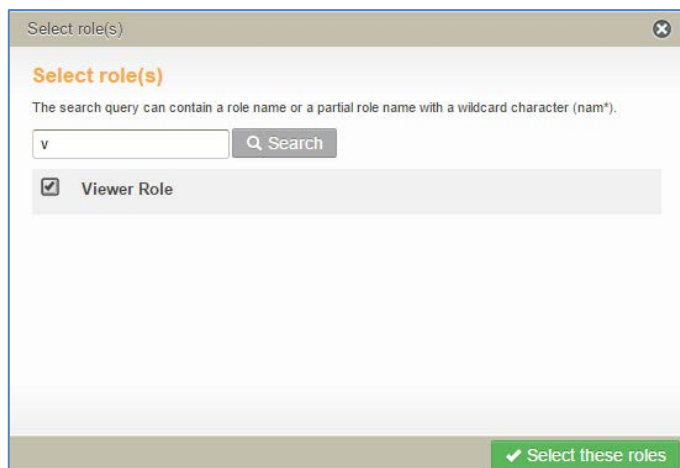 Select role(s)
Select role(s)
The search query can contain a role name or a partial role name with a wildcard character (nam*).
v
Search
Viewer Role
Select these roles